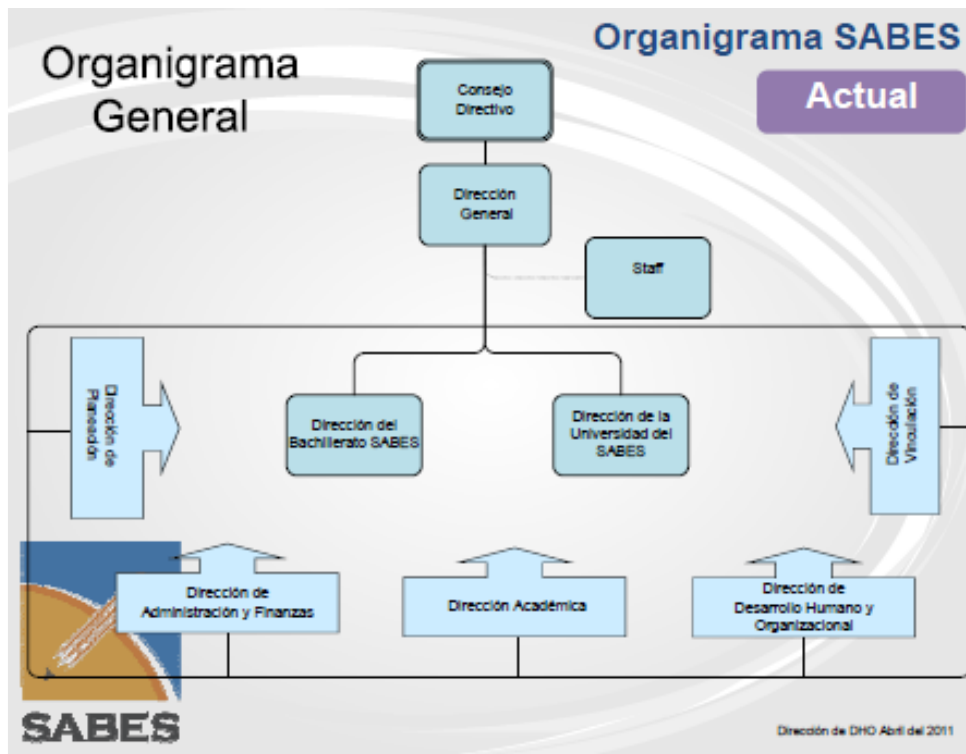 Organigrama
General
Organigrama SABES
Actual
Consejo
Directivo
Dirección
General
Staff
Dirección de
Planeación
Dirección del
Bachillerato SABES
Dirección de la
Universidad del
SABES
Dirección de
Vinculación
Dirección de
Administración y Finanzas
Dirección Académica
Dirección de
Desarrollo Humano y
Organizacional
SABES
Dirección de DHO Abril del 2011